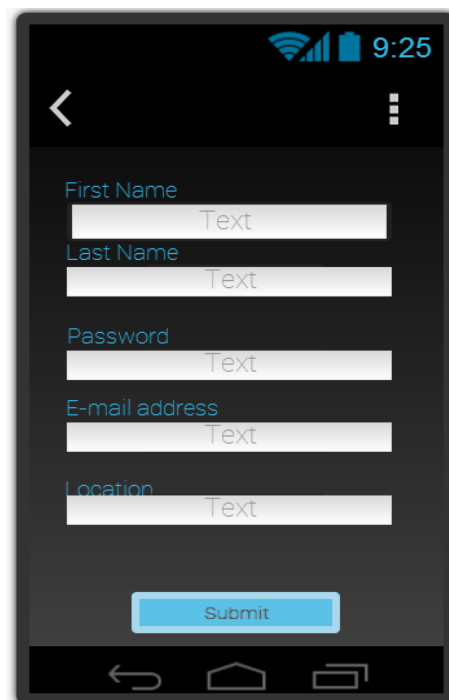 9:25
First Name
Text
Last Name
Text
Password
Text
E-mail address
Text
Location
Text
Submit